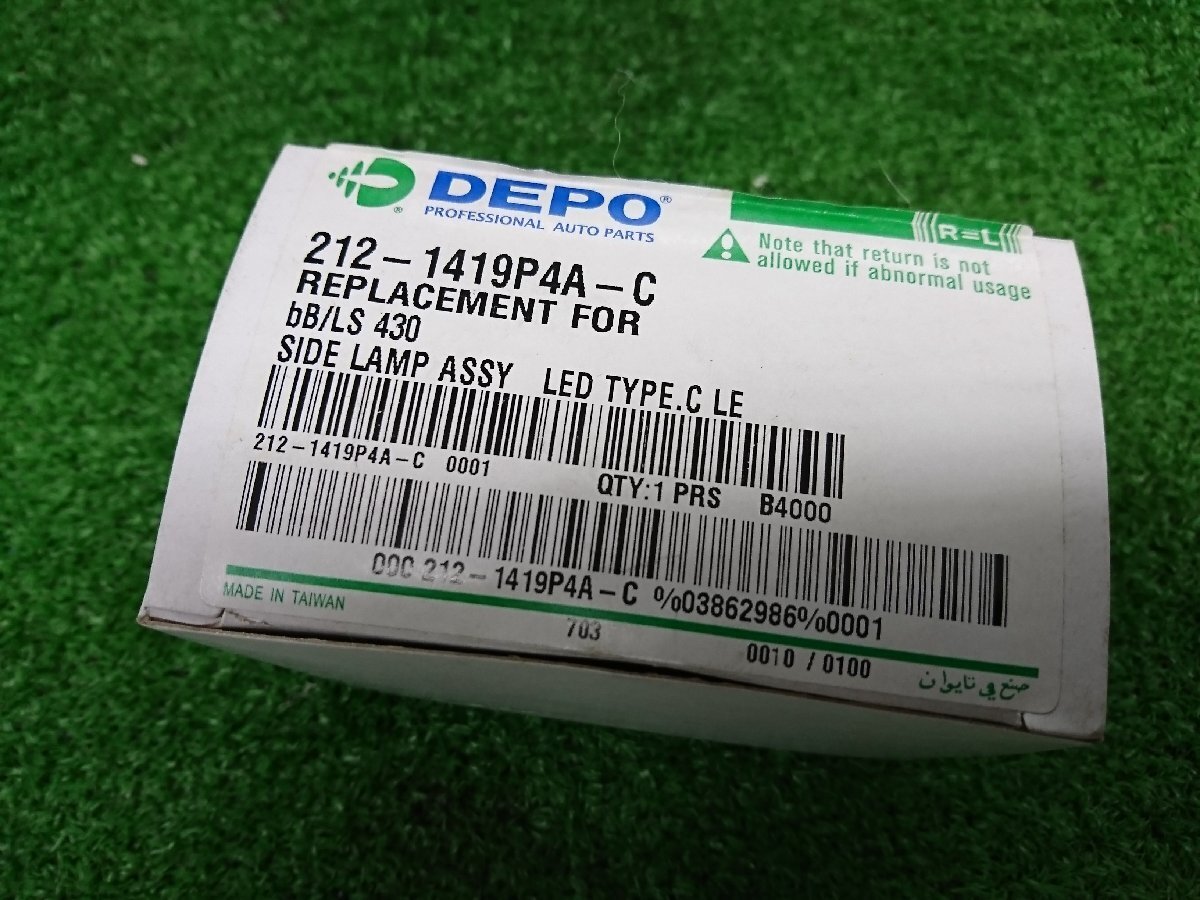 DEPO®
PROFESSIONAL AUTO PARTS
R=L
Note that return is not
allowed if abnormal usage
212-1419P4A-C
REPLACEMENT FOR
bB/LS 430
SIDE LAMP ASSY LED TYPE.C LE
212-1419P4A-C 0001
QTY:1 PRS B4000
000 212-1419P4A-C %03862986%0001
MADE IN TAIWAN
703
0010 / 0100
صنع في تايوان